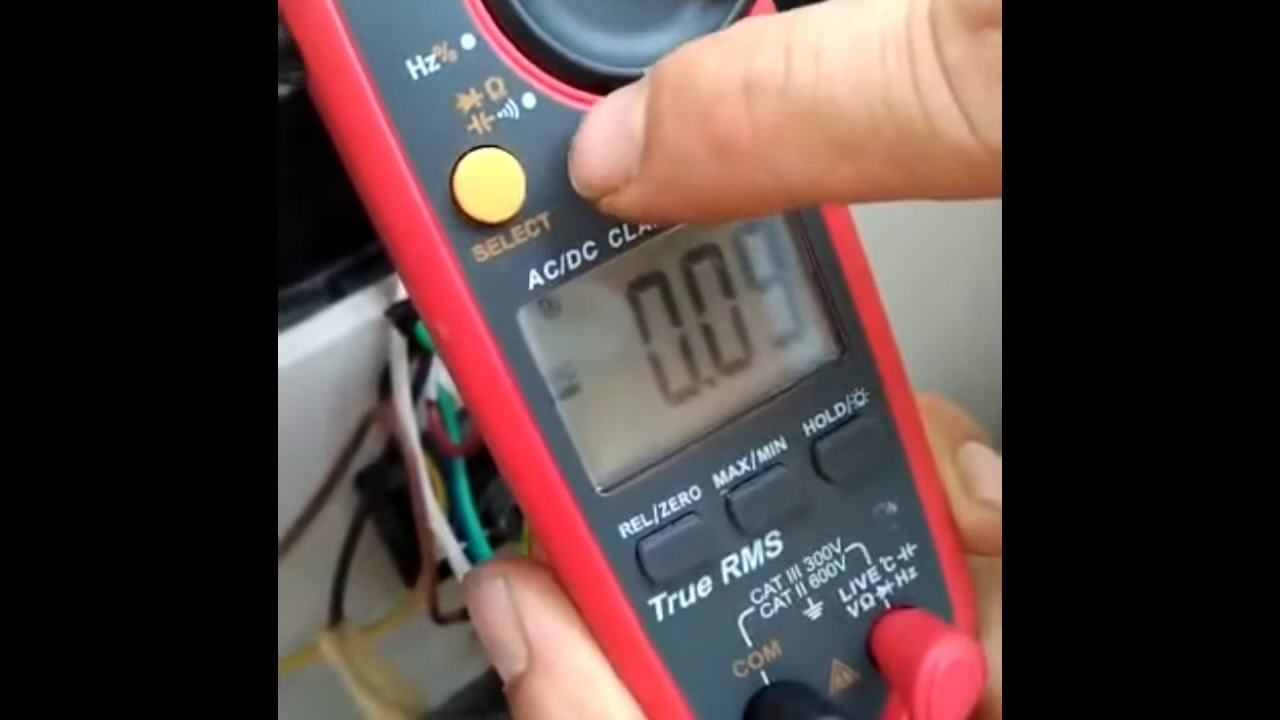 Hz%
Ω
SELECT
AC/DC CLA
0.09
REL/ZERO MAX/MIN HOLD/
True RMS
CAT III 300V
CAT II 600V
LIVE °C
VΩ Hz
COM